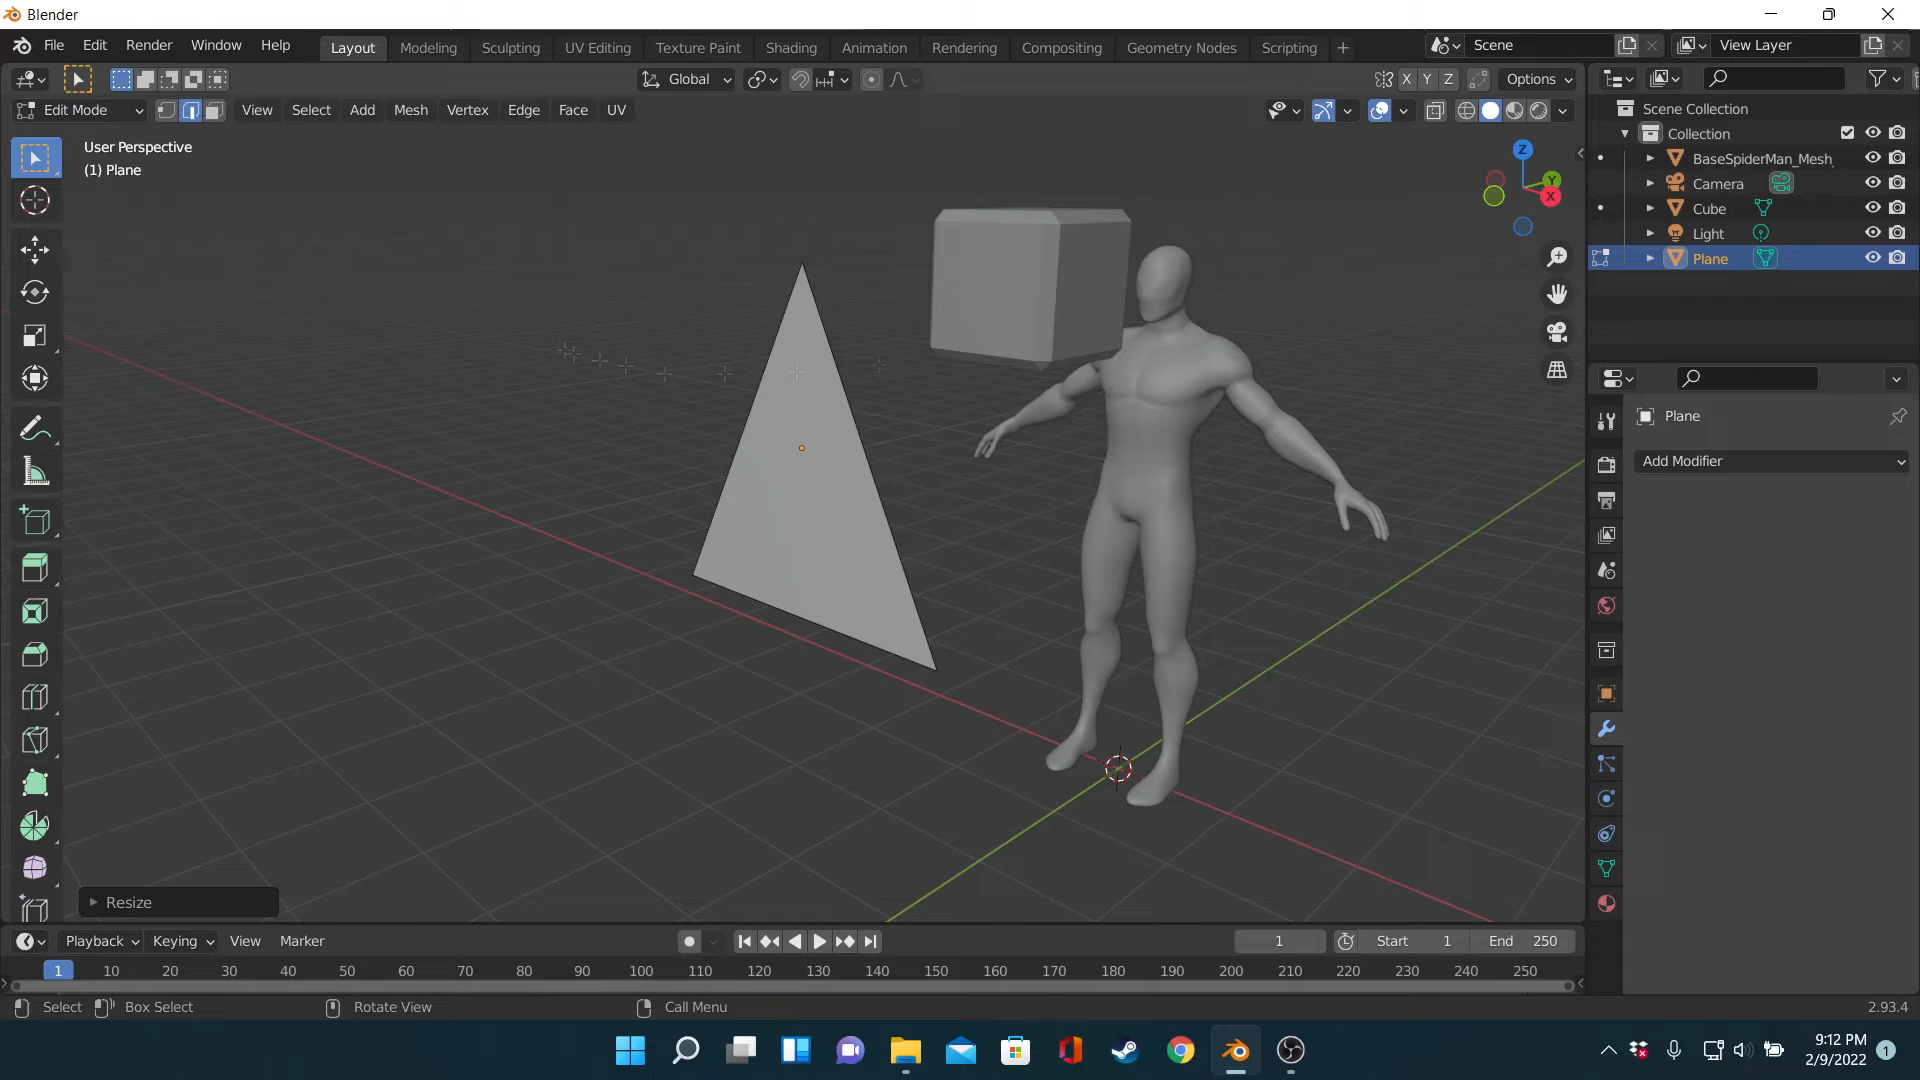 Blender
File Edit Render Window Help Layout Modeling Sculpting UV Editing Texture Paint Shading Animation Rendering Compositing Geometry Nodes Scripting + Scene View Layer
Global X Y Z Options
Edit Mode View Select Add Mesh Vertex Edge Face UV
Scene Collection
Collection
BaseSpiderMan_Mesh_
Camera
Cube
Light
Plane
User Perspective
(1) Plane
Z
Y
X
Plane
Add Modifier
Resize
Playback Keying View Marker 1 Start 1 End 250
1 10 20 30 40 50 60 70 80 90 100 110 120 130 140 150 160 170 180 190 200 210 220 230 240 250
Select Box Select Rotate View Call Menu 2.93.4
9:12 PM
2/9/2022
1